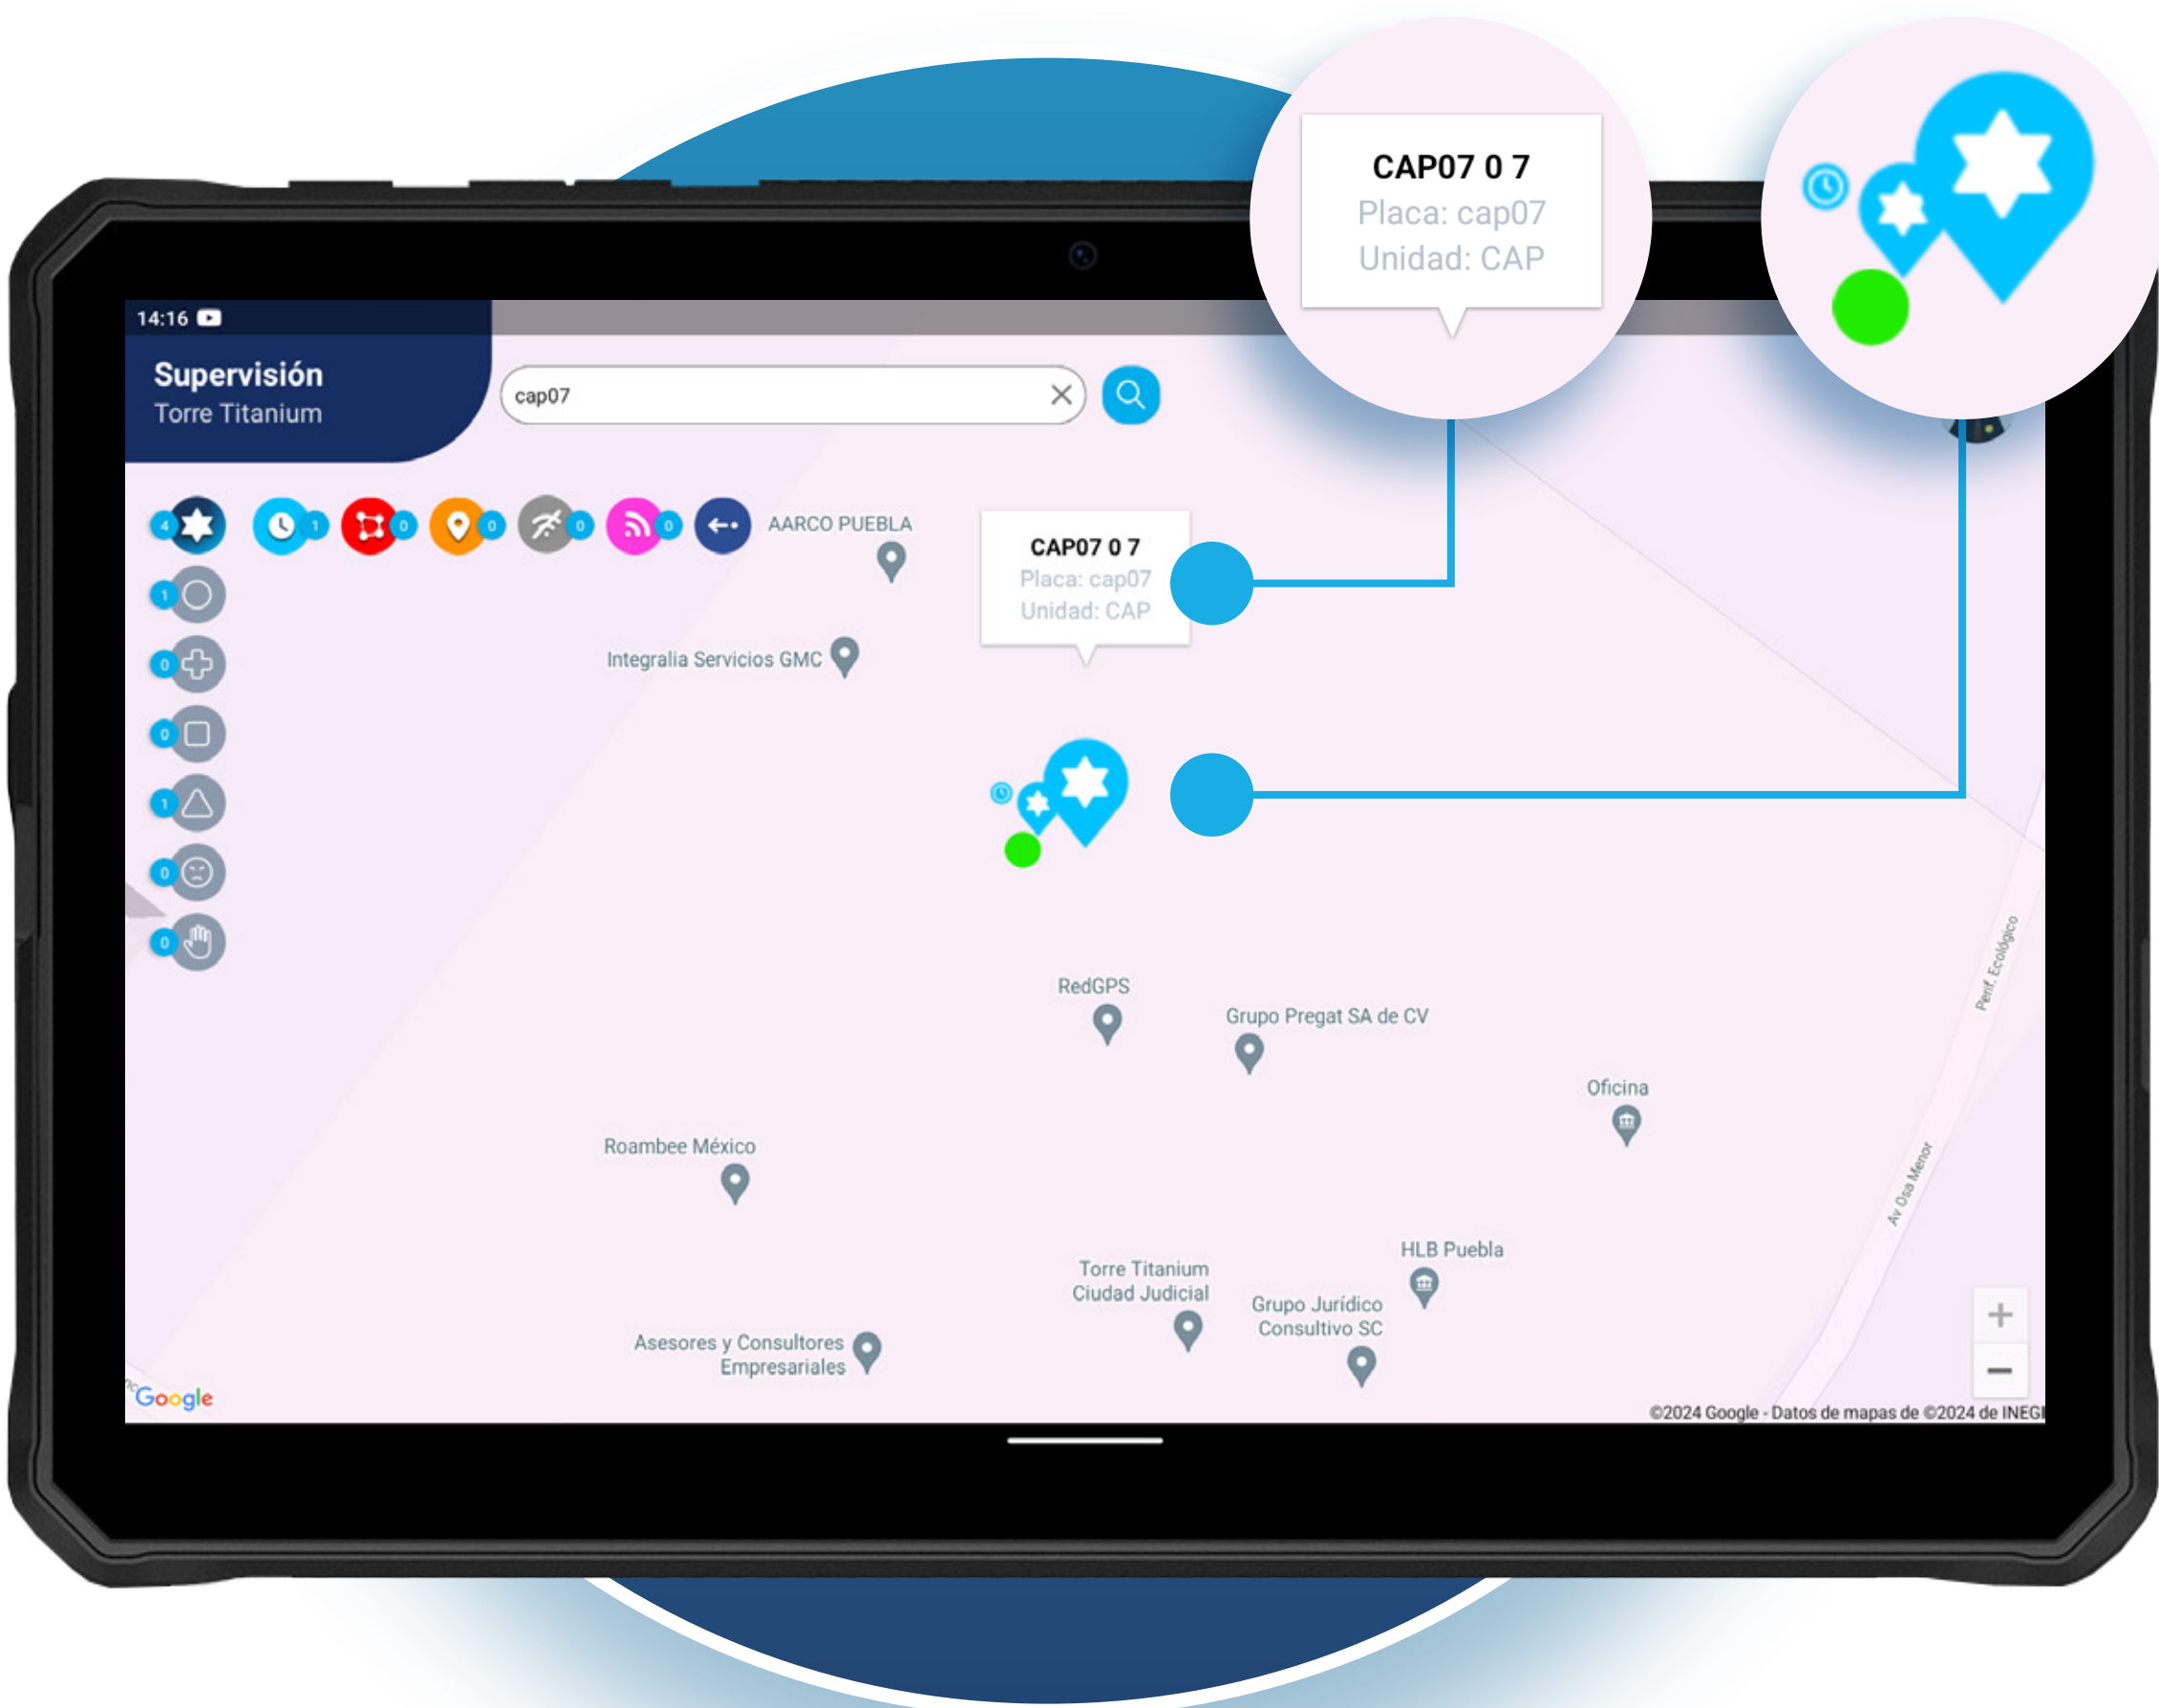 CAP07 0 7
Placa: cap07
Unidad: CAP
14:16
Supervisión
Torre Titanium
cap07
4
1
0
0
0
0
AARCO PUEBLA
CAP07 0 7
Placa: cap07
Unidad: CAP
1
Integralia Servicios GMC
0
0
1
0
0
Perif. Ecológico
RedGPS
Grupo Pregat SA de CV
Oficina
Roambee México
Av Osa Menor
HLB Puebla
Torre Titanium
Ciudad Judicial
Grupo Jurídico
Consultivo SC
Asesores y Consultores
Empresariales
Google
©2024 Google - Datos de mapas de ©2024 de INEGI